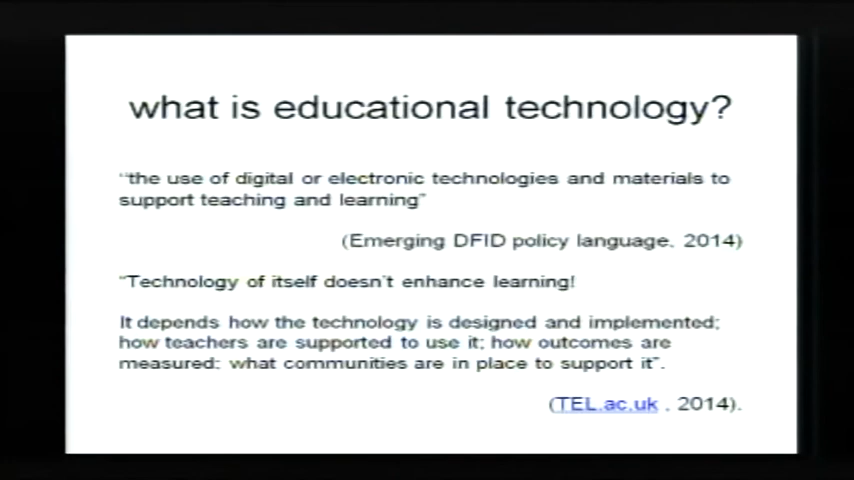 what is educational technology?
"the use of digital or electronic technologies and materials to
support teaching and learning"
(Emerging DFID policy language. 2014)
"Technology of itself doesn't enhance learning!
It depends how the technology is designed and implemented;
how teachers are supported to use it; how outcomes are
measured: what communities are in place to support it".
(TEL.ac.uk . 2014).